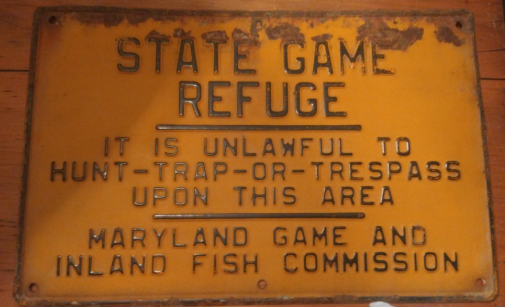 STATE GAME
REFUGE
IT IS UNLAWFUL TO
HUNT-TRAP-OR-TRESPASS
UPON THIS AREA
MARYLAND GAME AND
INLAND FISH COMMISSION